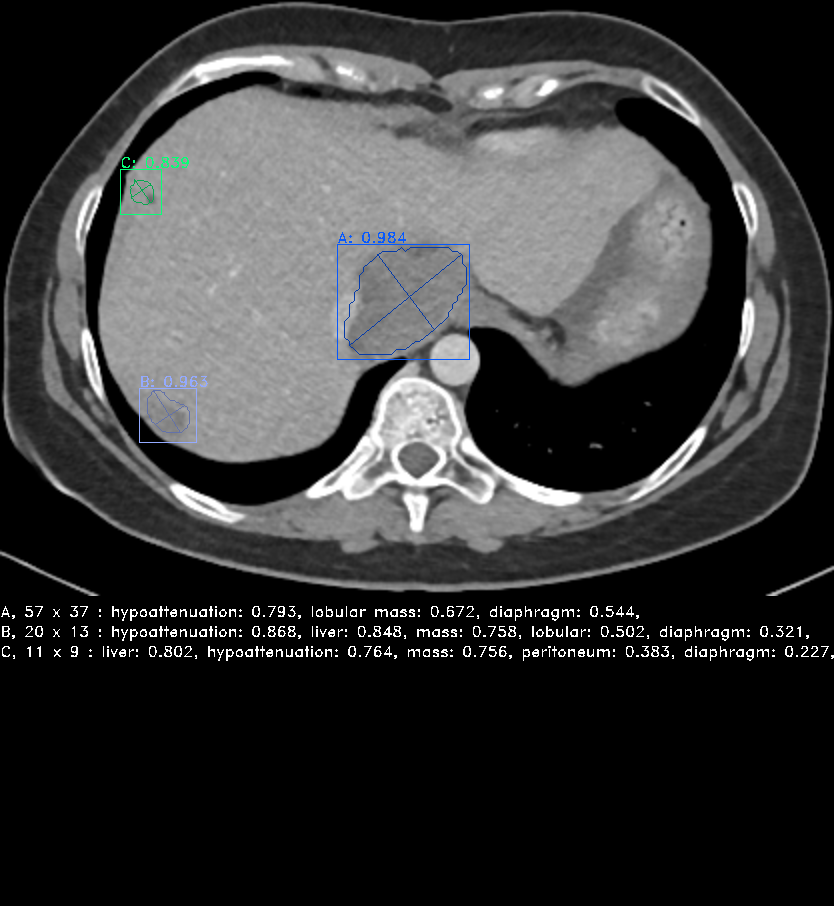 C: 0.839
A: 0.984
B: 0.963
A, 57 x 37 : hypoattenuation: 0.793, lobular mass: 0.672, diaphragm: 0.544,
B, 20 x 13 : hypoattenuation: 0.868, liver: 0.848, mass: 0.758, lobular: 0.502, diaphragm: 0.321,
C, 11 x 9 : liver: 0.802, hypoattenuation: 0.764, mass: 0.756, peritoneum: 0.383, diaphragm: 0.227,